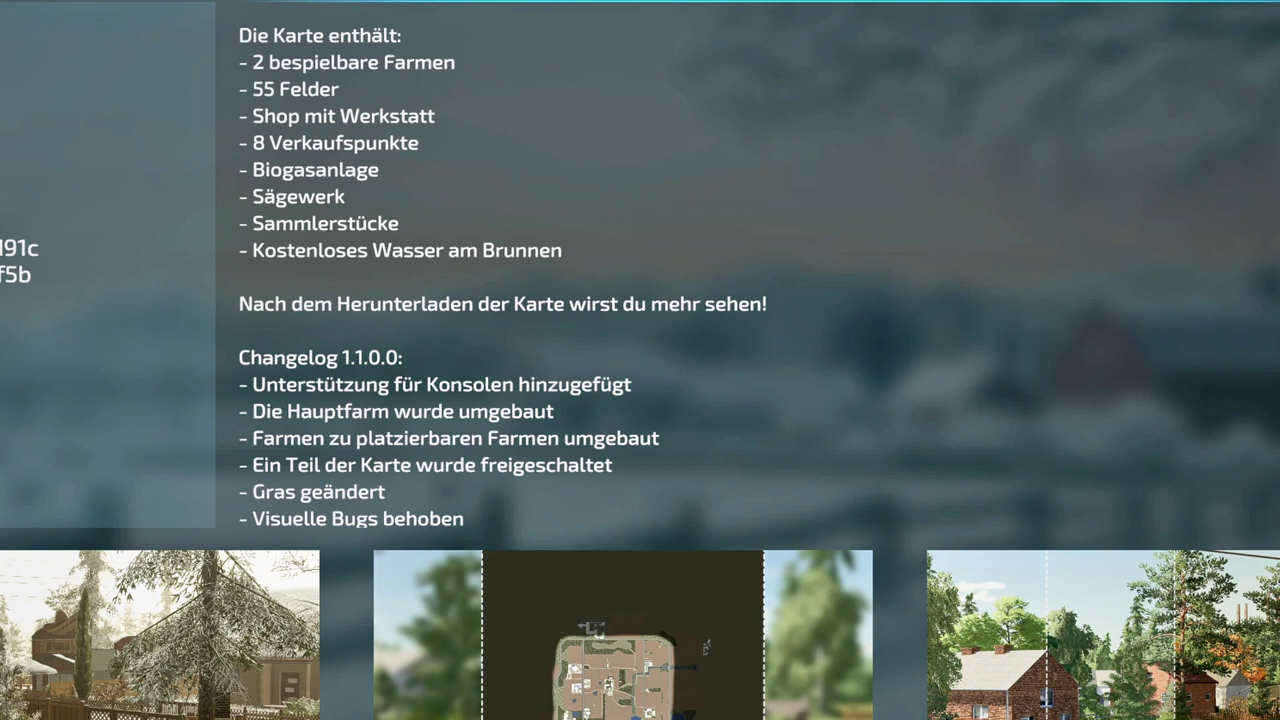 Die Karte enthält:
- 2 bespielbare Farmen
- 55 Felder
- Shop mit Werkstatt
- 8 Verkaufspunkte
- Biogasanlage
- Sägewerk
- Sammlerstücke
- Kostenloses Wasser am Brunnen
Nach dem Herunterladen der Karte wirst du mehr sehen!
Changelog 1.1.0.0:
- Unterstützung für Konsolen hinzugefügt
- Die Hauptfarm wurde umgebaut
- Farmen zu platzierbaren Farmen umgebaut
- Ein Teil der Karte wurde freigeschaltet
- Gras geändert
- Visuelle Bugs behoben
91c
f5b